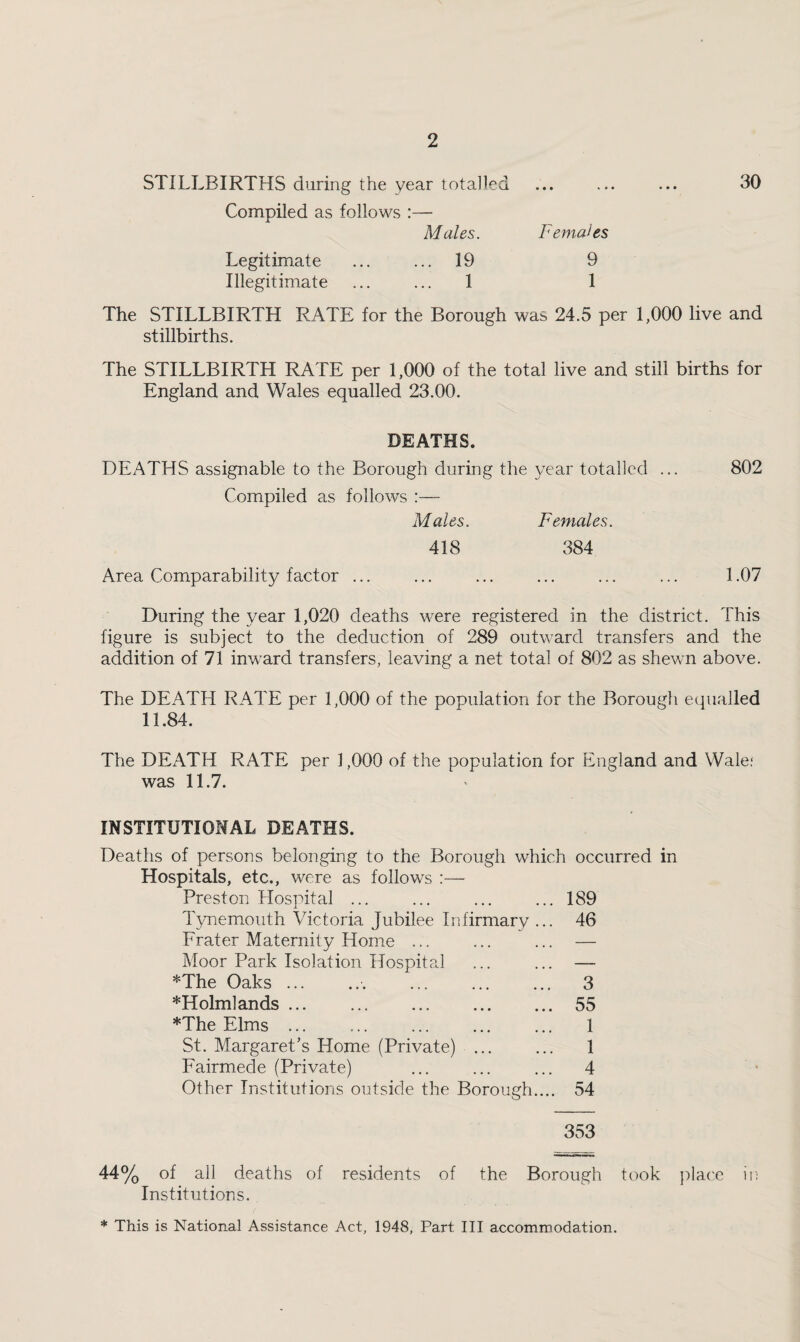 2
STILLBIRTHS during the year totalled ... ... ... 30
Compiled as follows :—
Males. Females
Legitimate ... ... 19 9
Illegitimate ... ... 1 1
The STILLBIRTH RATE for the Borough was 24.5 per 1,000 live and
stillbirths.
The STILLBIRTH RATE per 1,000 of the total live and still births for
England and Wales equalled 23.00.
DEATHS.
DEATHS assignable to the Borough during the year totalled ... 802
Compiled as follows :—
Males. Females.
418 384
Area Comparability factor ... ... ... ... ... ... 1.07
During the year 1,020 deaths were registered in the district. This
figure is subject to the deduction of 289 outward transfers and the
addition of 71 inward transfers, leaving a net total of 802 as shewn above.
The DEATH RATE per 1,000 of the population for the Borough equalled
11.84.
The DEATH RATE per 1,000 of the population for England and Wales
was 11.7.
INSTITUTIONAL DEATHS.
Deaths of persons belonging to the Borough which occurred in
Hospitals, etc., were as follows :—
Preston Hospital ... ... ... ... 189
Tynemouth Victoria Jubilee Infirmary ... 46
Frater Maternity Home ... ... ... —
Moor Park Isolation Hospital ... ... —
*The Oaks ... ... ... ... ... 3
*Holmlands ... ... ... ... ... 55
*The Elms ... ... ... ... ... 1
St. Margaret's Home (Private) ... ... 1
Fairmede (Private) ... ... ... 4
Other Institutions outside the Borough.... 54
353
44% of all deaths of residents of the Borough took place in
Institutions.
* This is National Assistance Act, 1948, Part III accommodation.